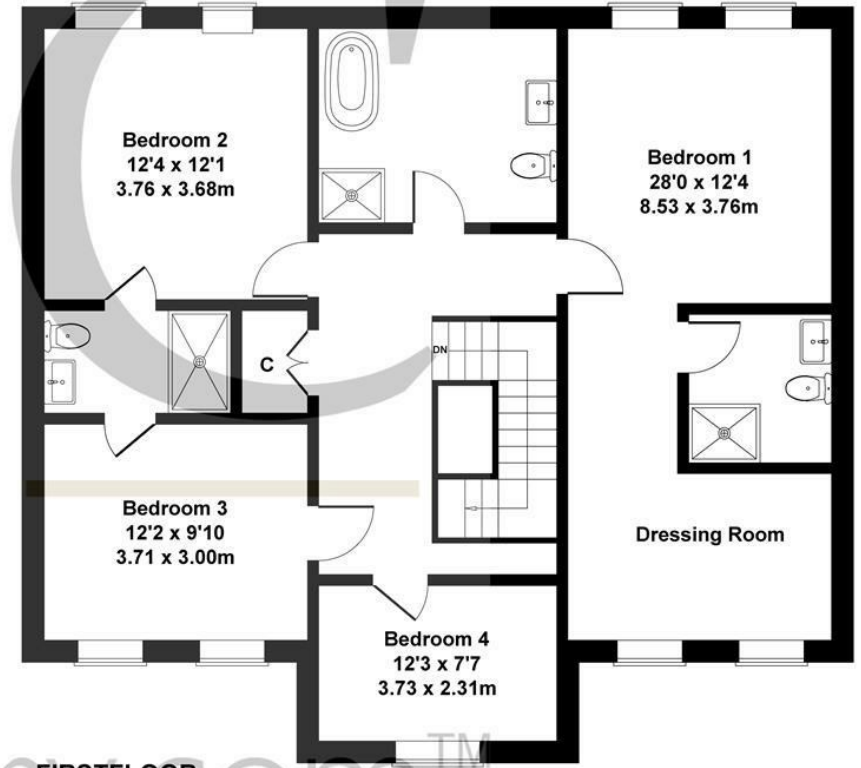 Bedroom 2
12'4 x 12'1
3.76 x 3.68m
Bedroom 1
28'0 x 12'4
8.53 x 3.76m
DN
C
Bedroom 3
12'2 x 9'10
3.71 x 3.00m
Dressing Room
Bedroom 4
12'3 x 7'7
3.73 x 2.31m
TM
FIRSTFLOOR